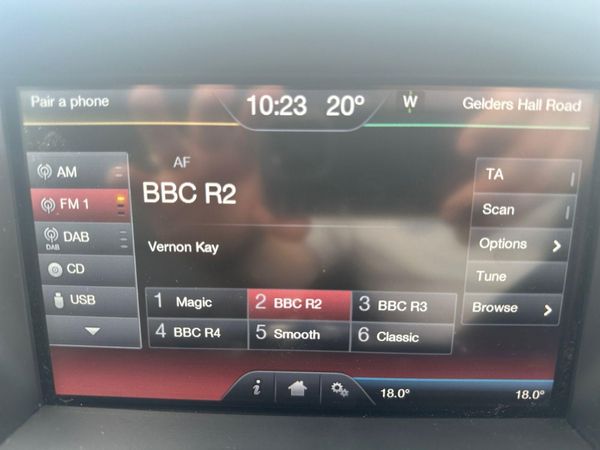 Pair a phone
10:23 20° W
Gelders Hall Road
AM
FM 1
DAB
DAB
CD
USB
AF
BBC R2
Vernon Kay
1 Magic
2 BBC R2
3 BBC R3
4 BBC R4
5 Smooth
6 Classic
TA
Scan
Options
Tune
Browse
i
18.0°
18.0°